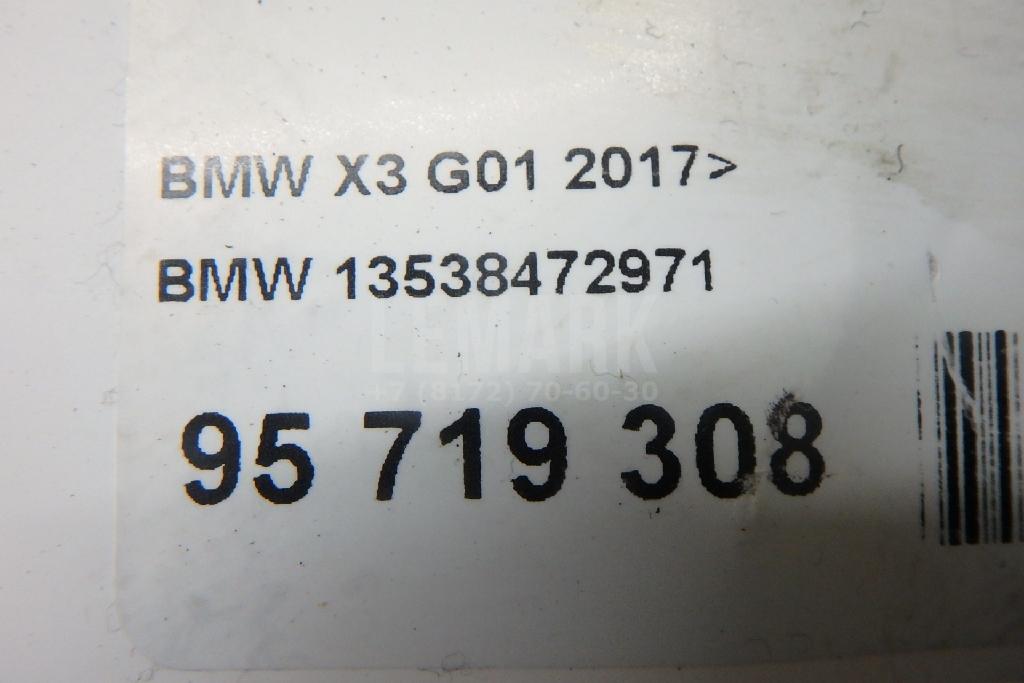 BMW X3 G01 2017>
BMW 13538472971
LEMARK
+7 (8172) 70-60-30
95 719 308